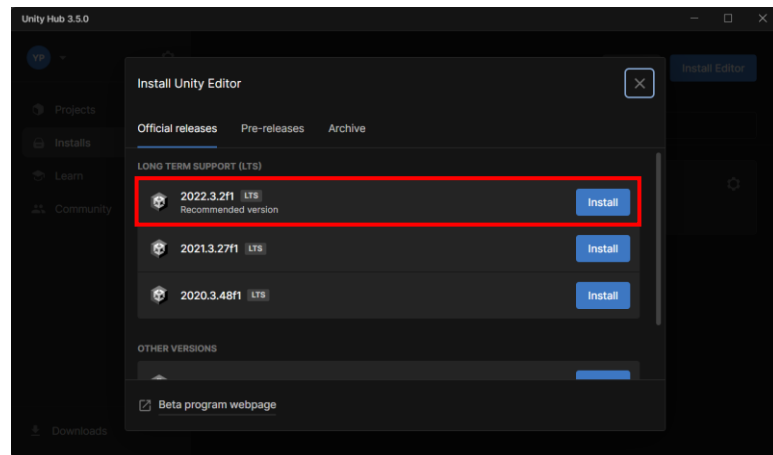 Unity Hub 3.5.0
YP
Install Editor
Install Unity Editor
Projects
Official releases Pre-releases Archive
Installs
LONG TERM SUPPORT (LTS)
Learn
2022.3.2f1 LTS
Recommended version
Install
Community
2021.3.27f1 LTS
Install
2020.3.48f1 LTS
Install
OTHER VERSIONS
Beta program webpage
Downloads